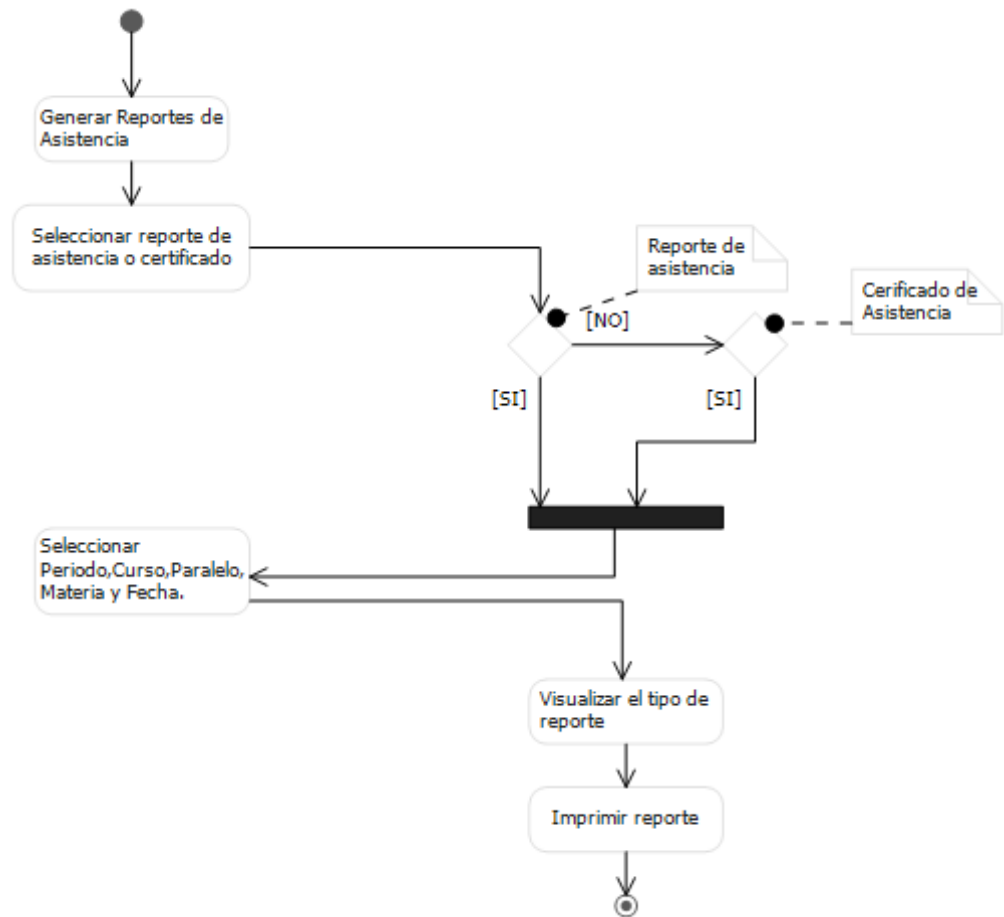 Generar Reportes de
Asistencia
Seleccionar reporte de
asistencia o certificado
Reporte de
asistencia
Cerificado de
Asistencia
[NO]
[SI]
[SI]
Seleccionar
Periodo,Curso,Paralelo,
Materia y Fecha.
Visualizar el tipo de
reporte
Imprimir reporte